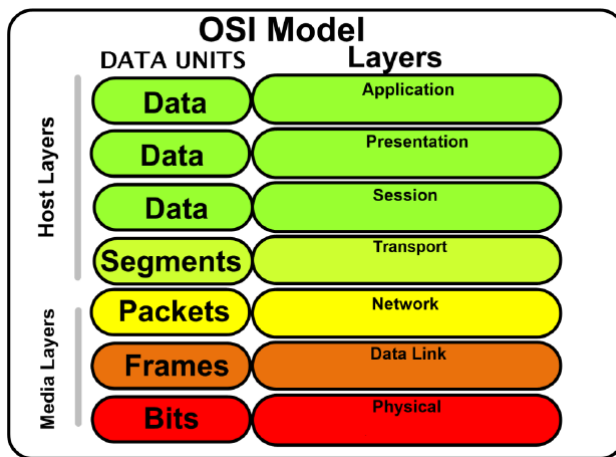 OSI Model
DATA UNITS Layers
Host Layers
Data Application
Data Presentation
Data Session
Segments Transport
Media Layers
Packets Network
Frames Data Link
Bits Physical